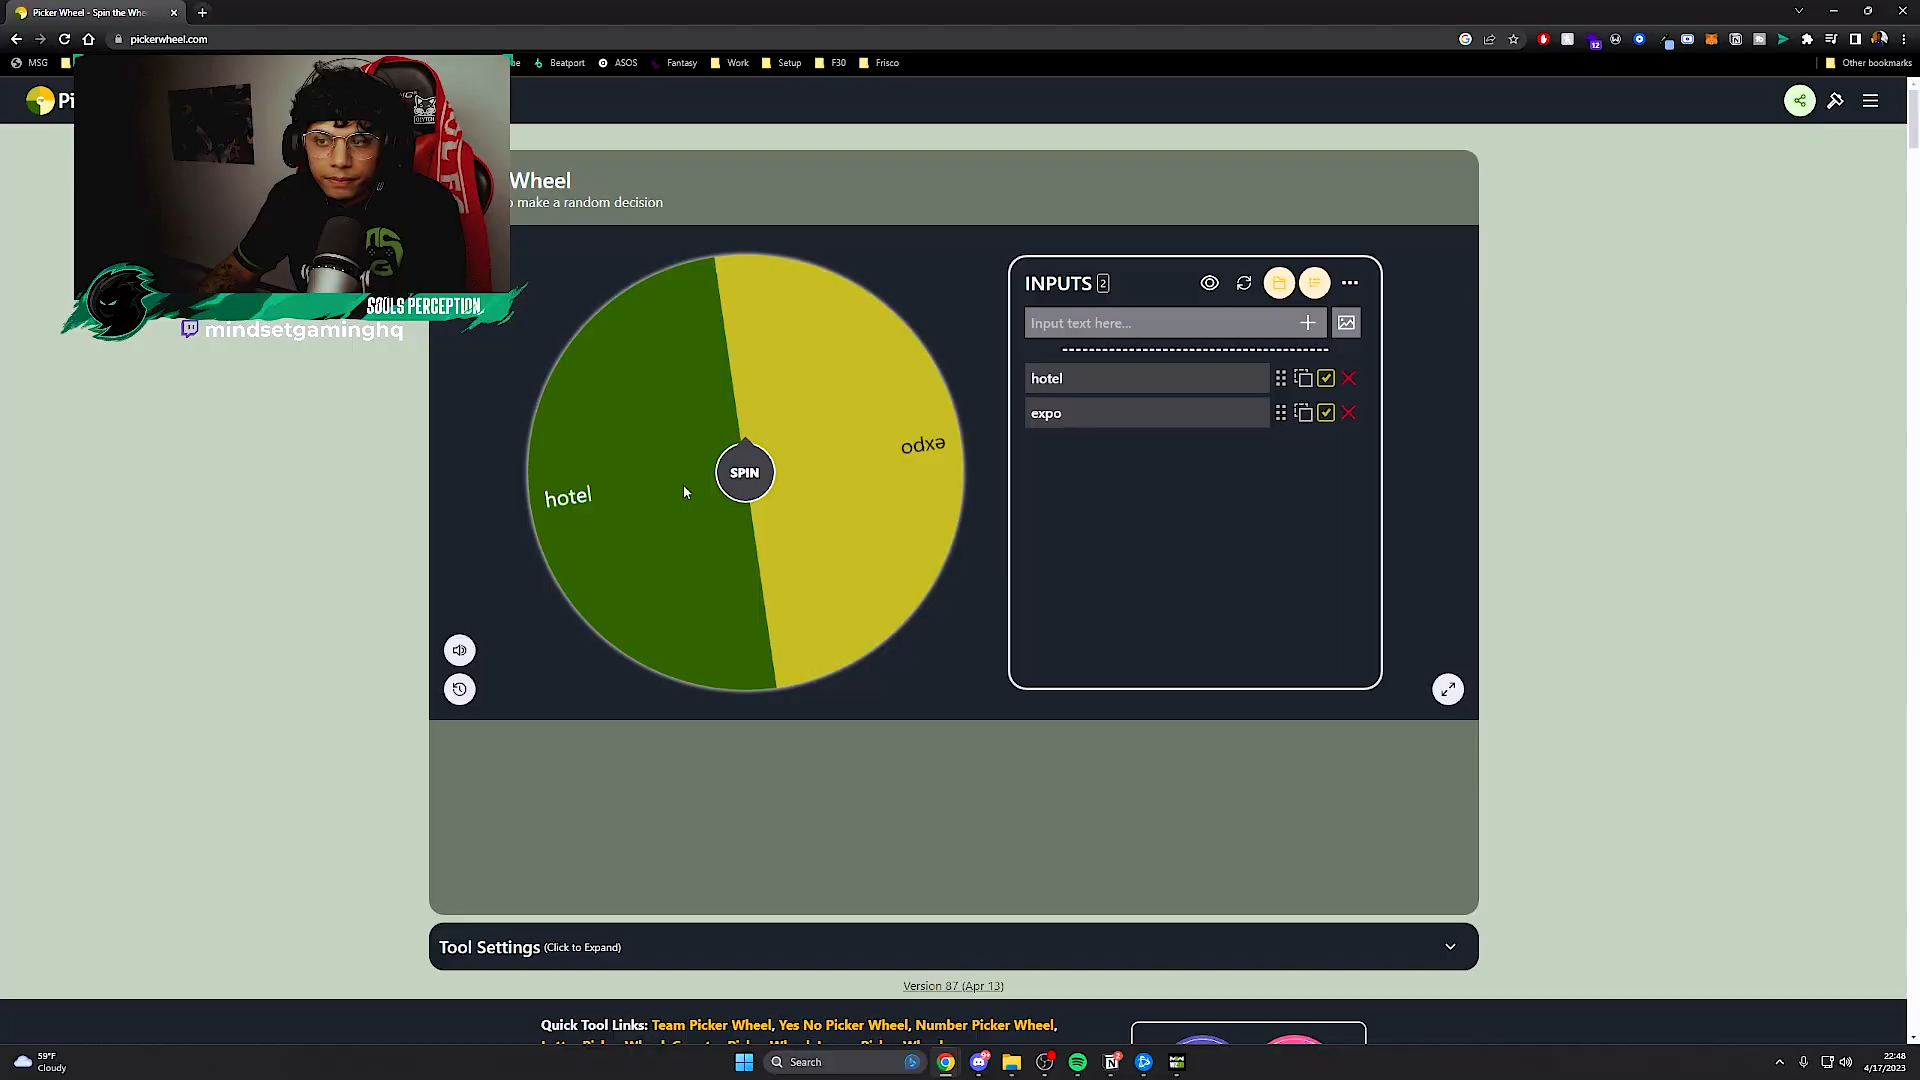 Picker Wheel - Spin the Whe
pickerwheel.com
MSG
be
Beatport
ASOS
Fantasy
Work
Setup
F30
Frisco
Other bookmarks
12
Pi
Wheel
o make a random decision
SOULS PERCEPTION
mindsetgaminghq
hotel
expo
SPIN
INPUTS 2
Input text here...
hotel
expo
Tool Settings (Click to Expand)
Version 87 (Apr 13)
Quick Tool Links: Team Picker Wheel, Yes No Picker Wheel, Number Picker Wheel,
59°F
Cloudy
Search
22:48
4/17/2023